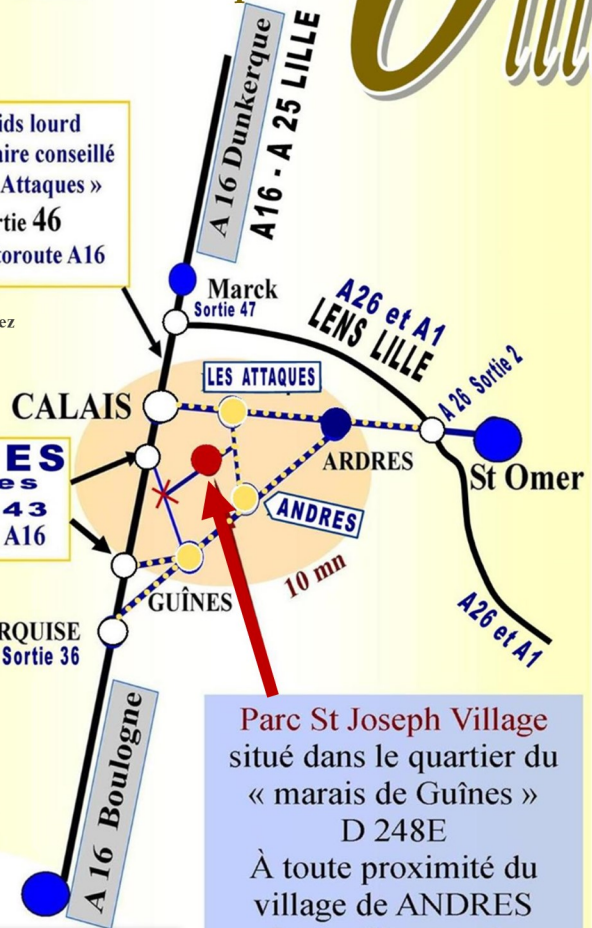 A 16 Dunkerque
A16 - A 25 LILLE
ids lourd
aire conseillé
Attaques »
rtie 46
toroute A16
Marck
Sortie 47
ez
A26 et A1
LENS LILLE
LES ATTAQUES
A 26 Sortie 2
CALAIS
ARDRES
St Omer
ES
es
43
A16
ANDRES
10 mn
GUÎNES
RQUISE
Sortie 36
A26 et A1
A 16 Boulogne
Parc St Joseph Village
situé dans le quartier du
« marais de Guînes »
D 248E
À toute proximité du
village de ANDRES